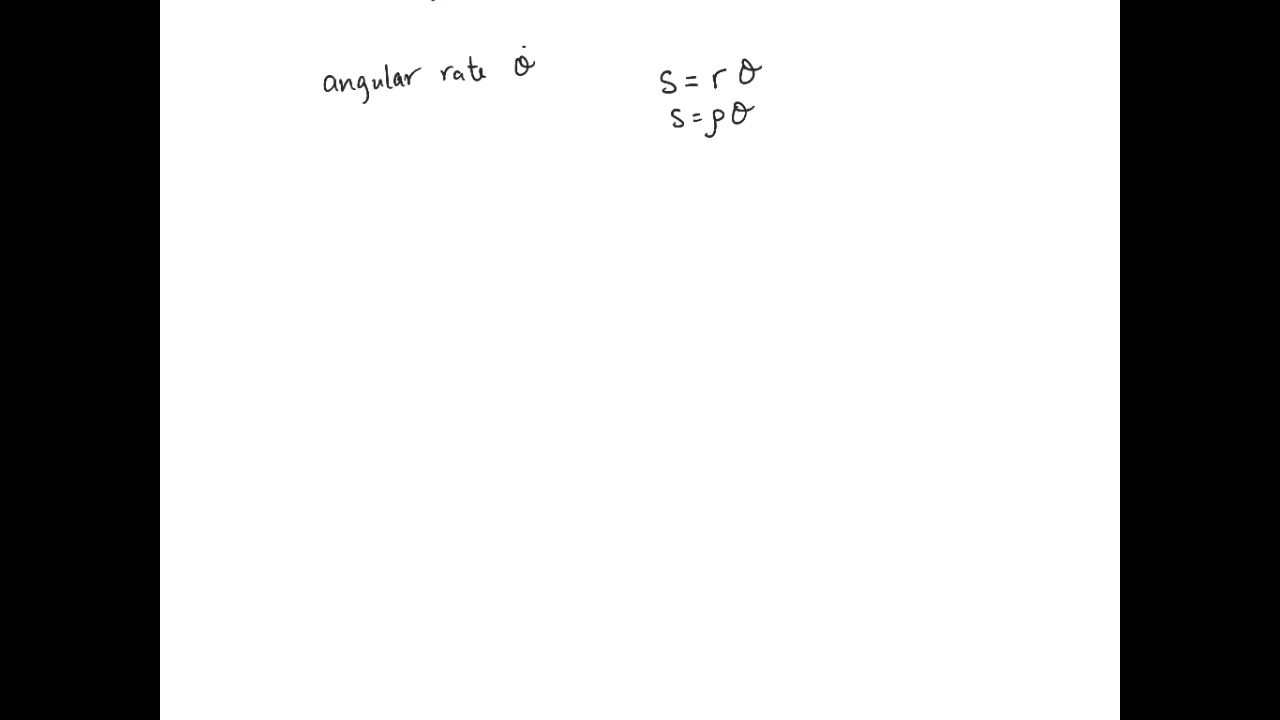 angular rate θ̇
s = r θ
s = ρ θ